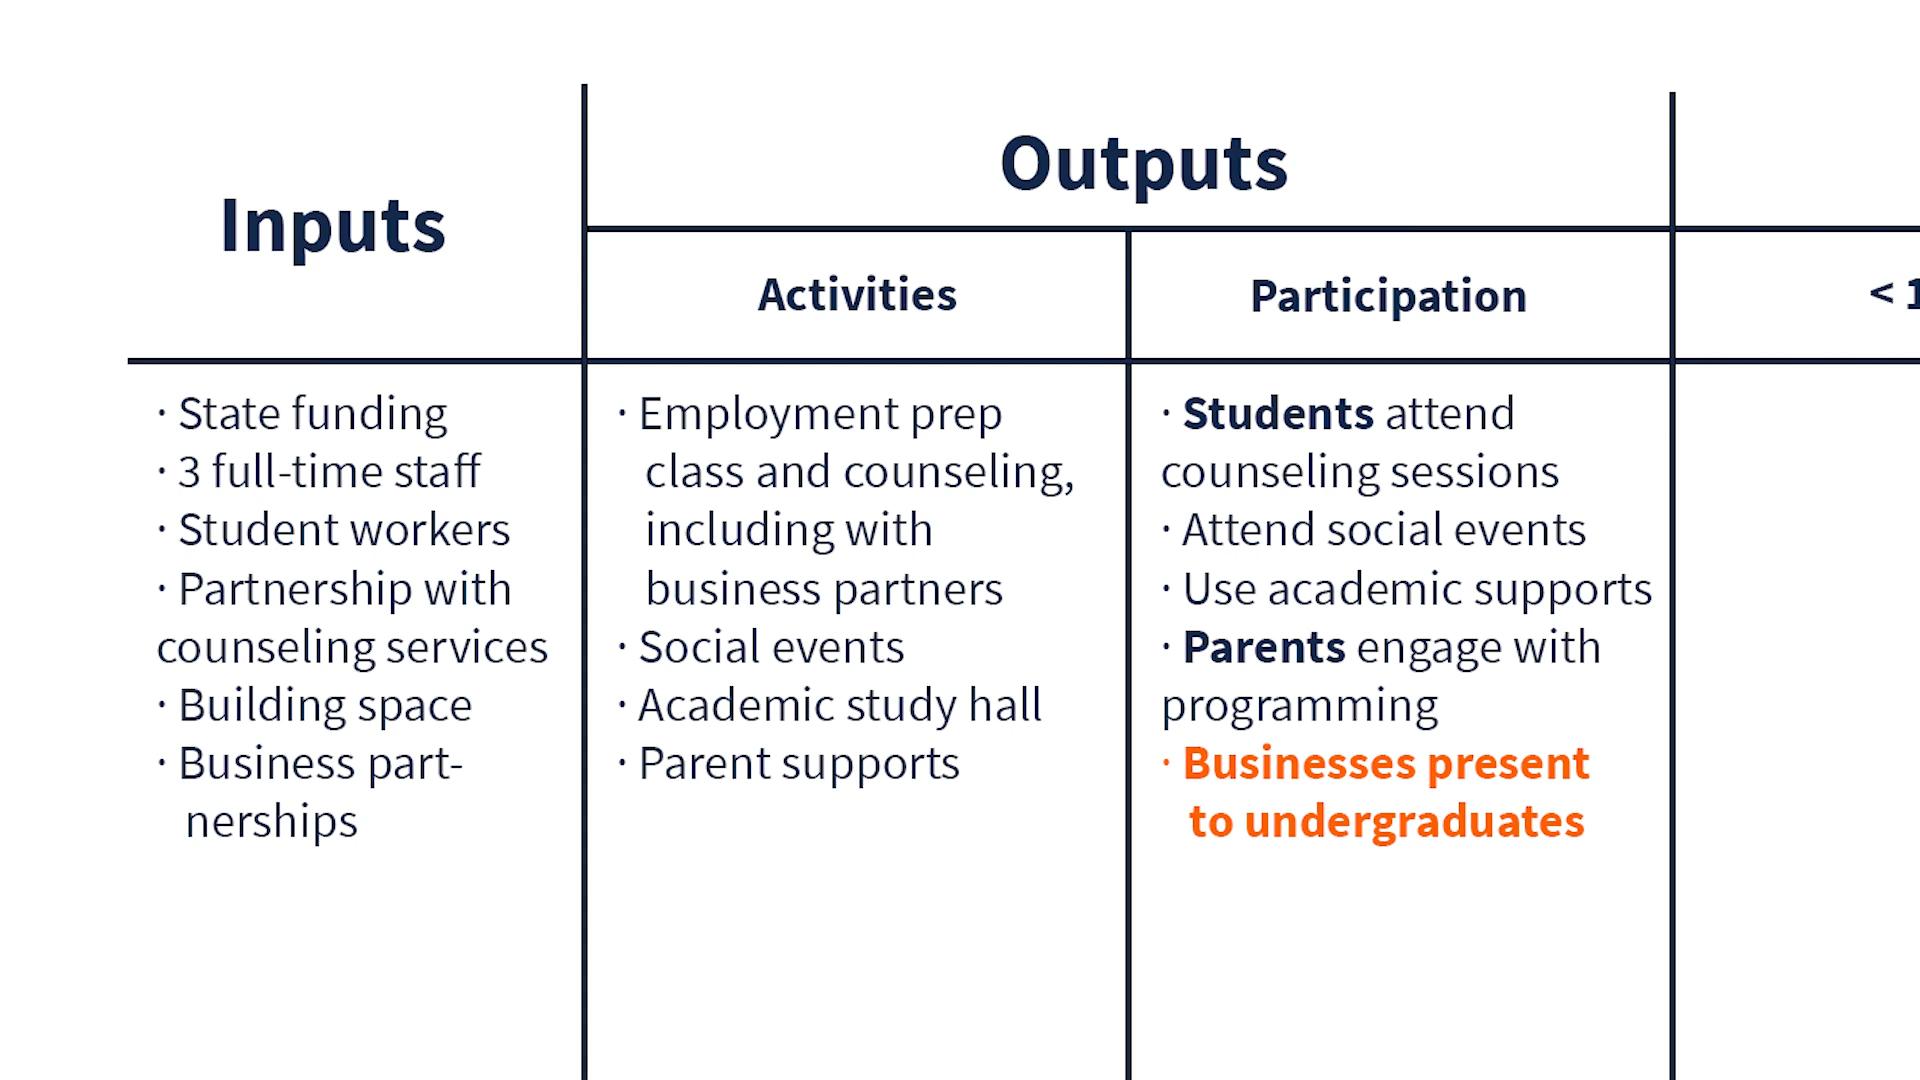 Inputs
Outputs
Activities
Participation
< 1
· State funding
· 3 full-time staff
· Student workers
· Partnership with
counseling services
· Building space
· Business part-
nerships
· Employment prep
class and counseling,
including with
business partners
· Social events
· Academic study hall
· Parent supports
· Students attend
counseling sessions
· Attend social events
· Use academic supports
· Parents engage with
programming
· Businesses present
to undergraduates